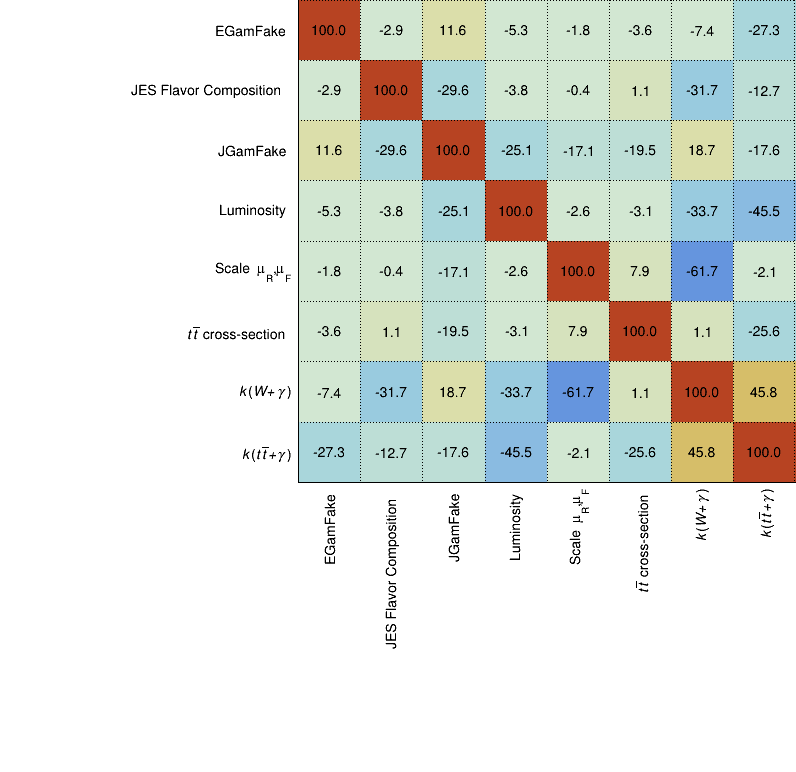 EGamFake 100.0 -2.9 11.6 -5.3 -1.8 -3.6 -7.4 -27.3
JES Flavor Composition -2.9 100.0 -29.6 -3.8 -0.4 1.1 -31.7 -12.7
JGamFake 11.6 -29.6 100.0 -25.1 -17.1 -19.5 18.7 -17.6
Luminosity -5.3 -3.8 -25.1 100.0 -2.6 -3.1 -33.7 -45.5
Scale μ_R,μ_F -1.8 -0.4 -17.1 -2.6 100.0 7.9 -61.7 -2.1
tt̅ cross-section -3.6 1.1 -19.5 -3.1 7.9 100.0 1.1 -25.6
k(W+γ) -7.4 -31.7 18.7 -33.7 -61.7 1.1 100.0 45.8
k(tt̅+γ) -27.3 -12.7 -17.6 -45.5 -2.1 -25.6 45.8 100.0
EGamFake
JES Flavor Composition
JGamFake
Luminosity
Scale μ_R,μ_F
tt̅ cross-section
k(W+γ)
k(tt̅+γ)